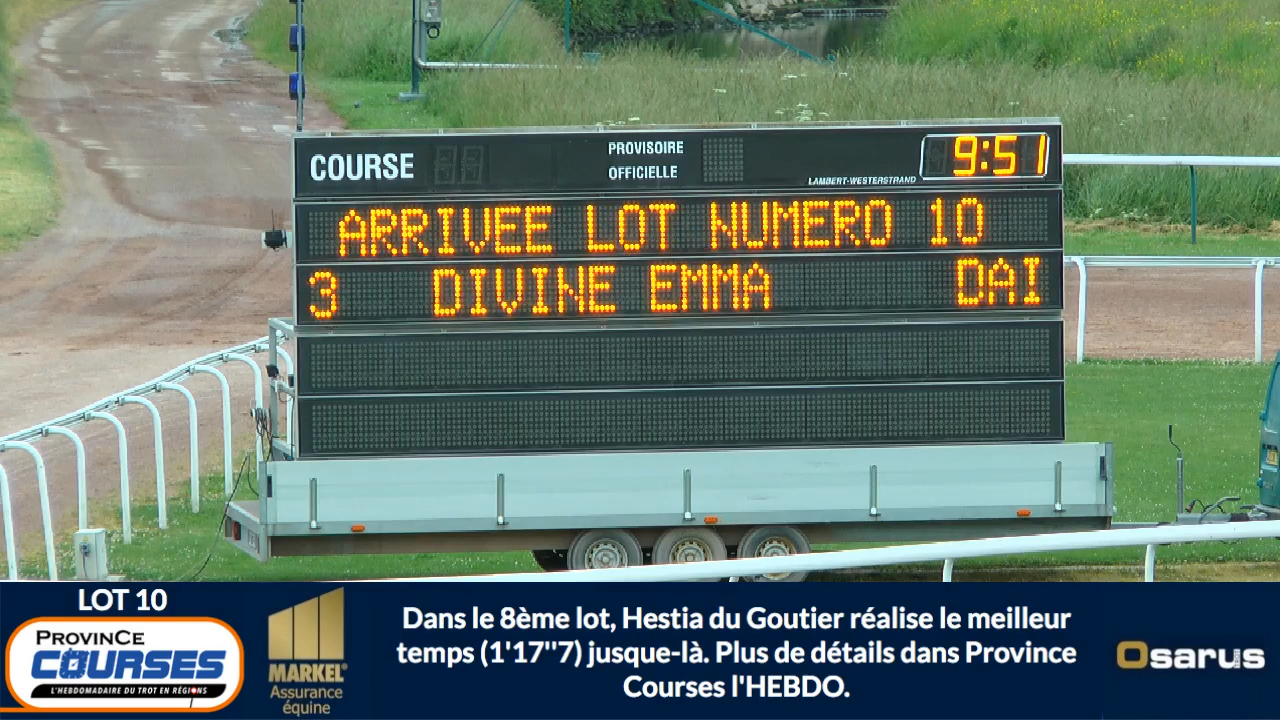 COURSE
PROVISOIRE
OFFICIELLE
LAMBERT-WESTERSTRAND
9:51
ARRIVEE LOT NUMERO 10
3 DIVINE EMMA DAI
LOT 10
PROVINCE
COURSES
L'HEBDOMADAIRE DU TROT EN RÉGIONS
MARKEL
Assurance
équine
Dans le 8ème lot, Hestia du Goutier réalise le meilleur
temps (1'17''7) jusque-là. Plus de détails dans Province
Courses l'HEBDO.
Osarus